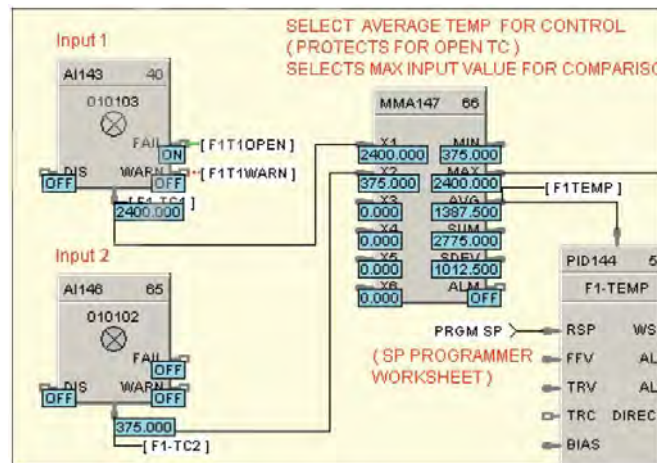 Input 1
SELECT AVERAGE TEMP FOR CONTROL
( PROTECTS FOR OPEN TC )
SELECTS MAX INPUT VALUE FOR COMPARISO
AI143 40
010103
FAIL
ON
[ F1T1OPEN ]
DIS WARN
OFF OFF
[ F1T1WARN ]
[ F1-TC1 ]
2400.000
MMA147 66
X1 MIN
2400.000 375.000
X2 MAX
375.000 2400.000
X3 AVG
0.000 1387.500
X4 SUM
0.000 2775.000
X5 SDEV
0.000 1012.500
X6 ALM
0.000 OFF
[ F1TEMP ]
Input 2
AI146 65
010102
FAIL
OFF
DIS WARN
OFF OFF
375.000
[ F1-TC2 ]
PRGM SP
( SP PROGRAMMER
WORKSHEET )
PID144 5
F1-TEMP
RSP WS
FFV AL
TRV AL
TRC DIREC
BIAS